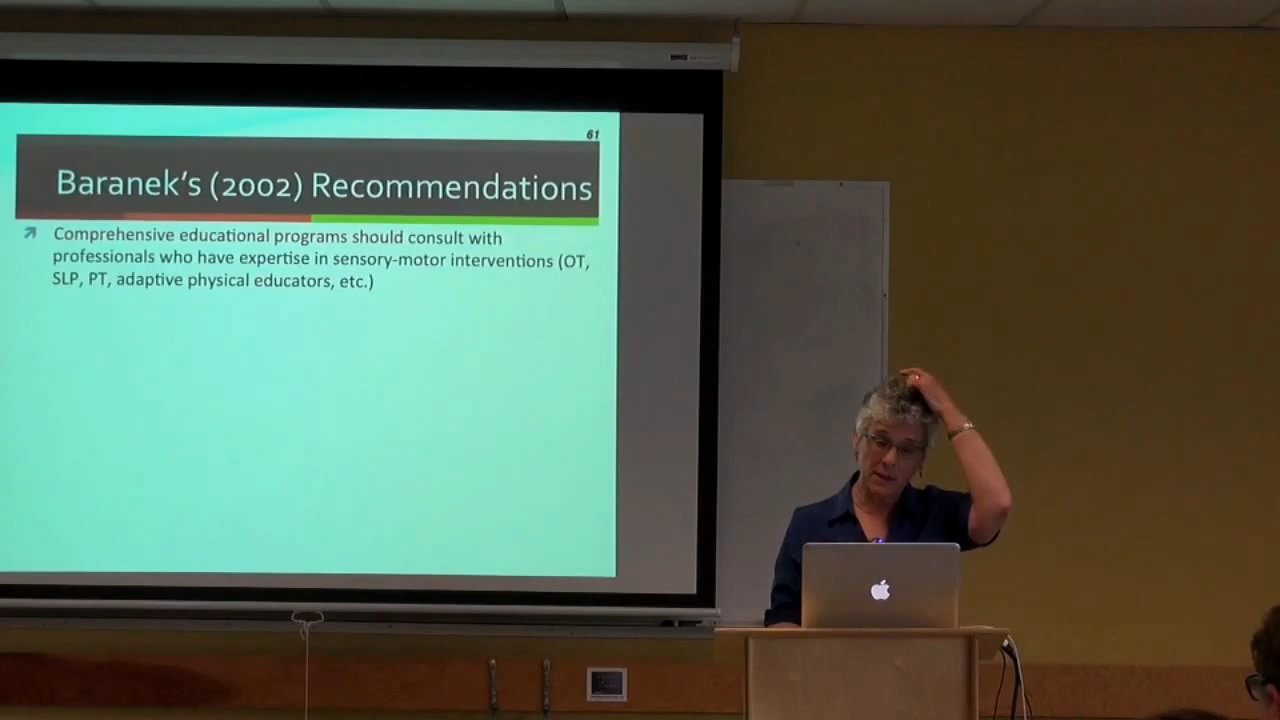 61
Baranek's (2002) Recommendations
Comprehensive educational programs should consult with
professionals who have expertise in sensory-motor interventions (OT,
SLP, PT, adaptive physical educators, etc.)